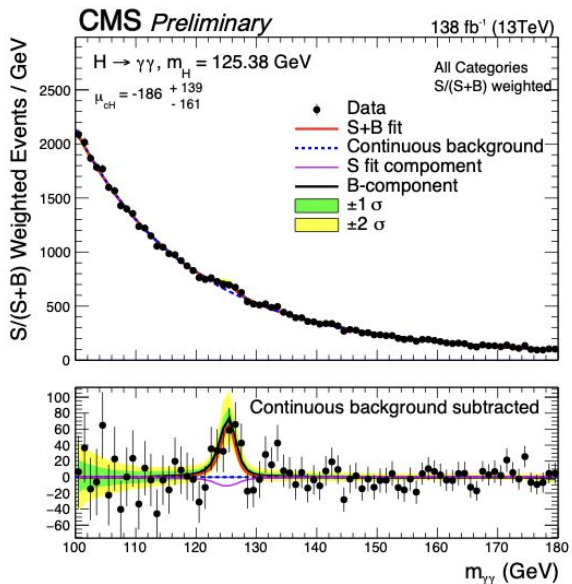 CMS Preliminary 138 fb⁻¹ (13TeV)
H → γγ, m_H = 125.38 GeV
μ_cH = -186 + 139 - 161
All Categories
S/(S+B) weighted
Data
S+B fit
Continuous background
S fit compoment
B-component
±1 σ
±2 σ
S/(S+B) Weighted Events / GeV
2500
2000
1500
1000
500
0
Continuous background subtracted
100
80
60
40
20
0
-20
-40
-60
100 110 120 130 140 150 160 170 180
m_γγ (GeV)